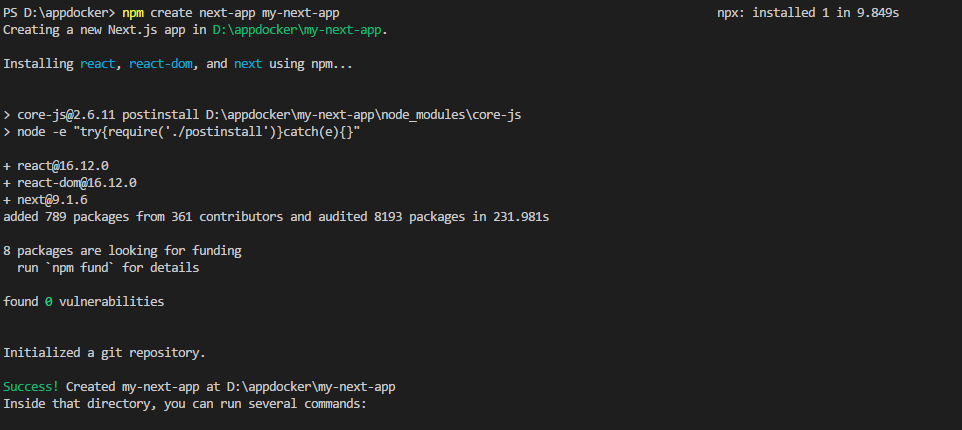 PS D:\appdocker> npm create next-app my-next-app npx: installed 1 in 9.849s
Creating a new Next.js app in D:\appdocker\my-next-app.
Installing react, react-dom, and next using npm...
> core-js@2.6.11 postinstall D:\appdocker\my-next-app\node_modules\core-js
> node -e "try{require('./postinstall')}catch(e){}"
+ react@16.12.0
+ react-dom@16.12.0
+ next@9.1.6
added 789 packages from 361 contributors and audited 8193 packages in 231.981s
8 packages are looking for funding
run `npm fund` for details
found 0 vulnerabilities
Initialized a git repository.
Success! Created my-next-app at D:\appdocker\my-next-app
Inside that directory, you can run several commands: